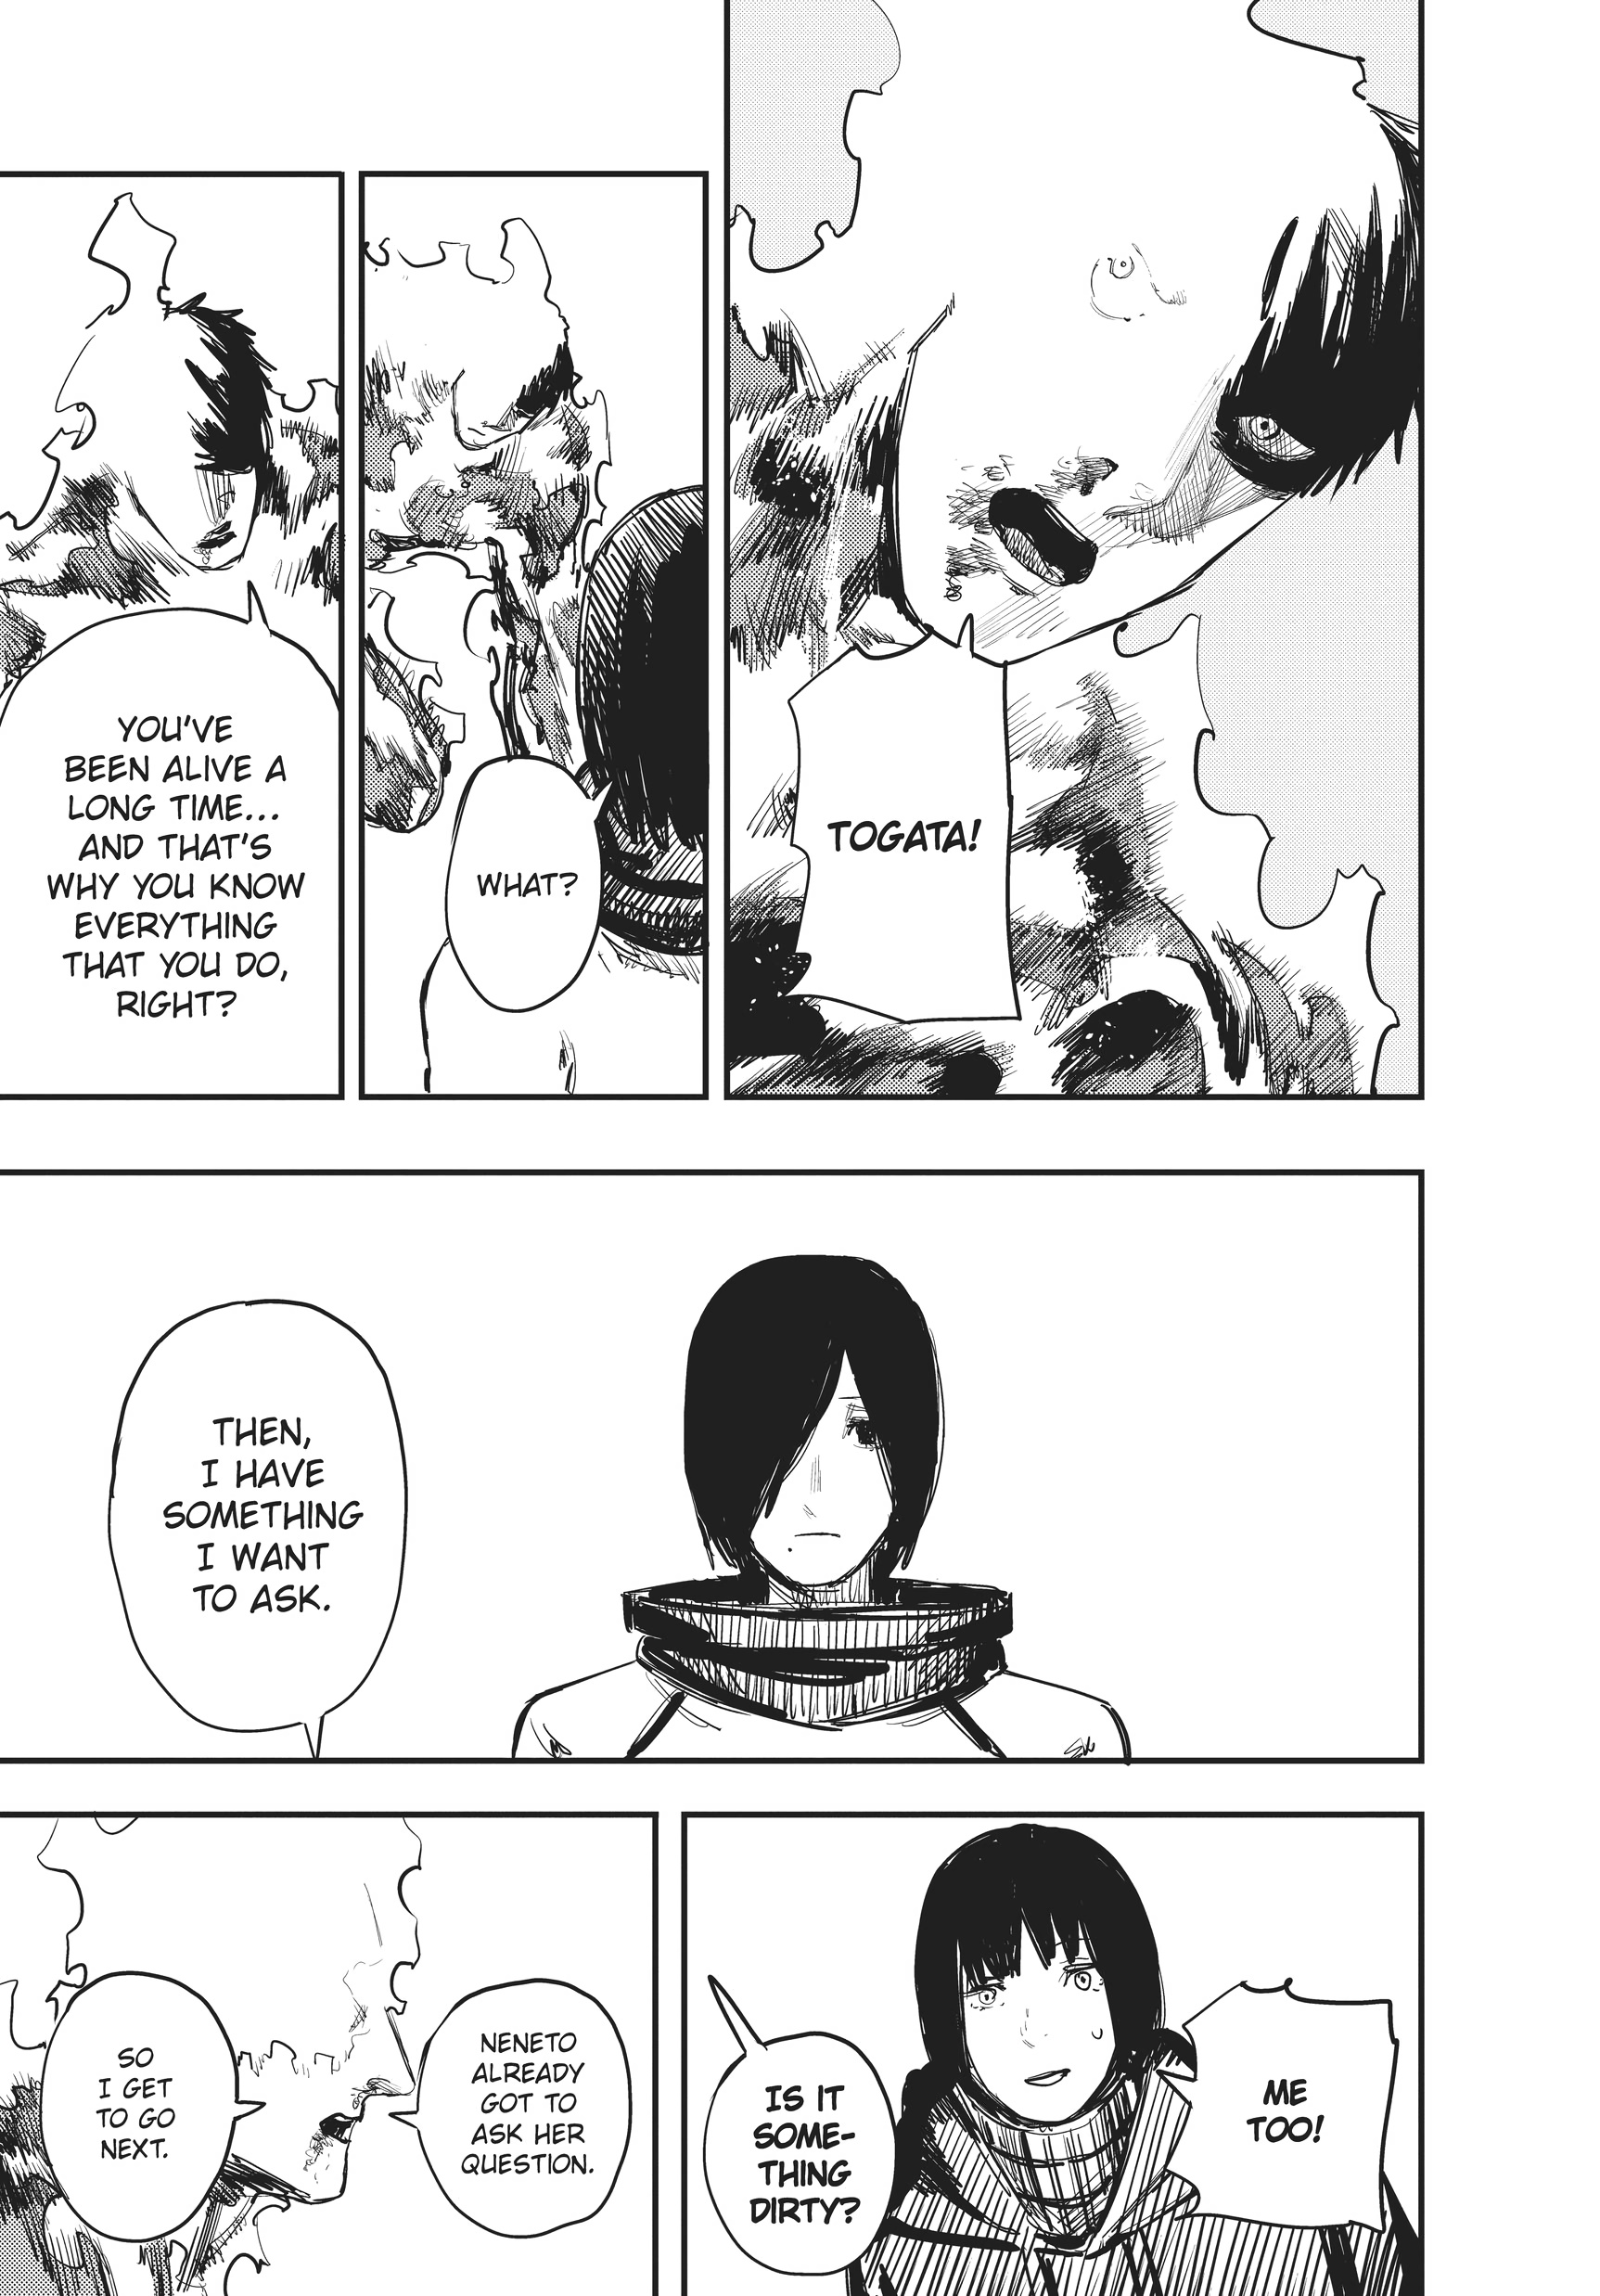 TOGATA!
WHAT?
YOU'VE
BEEN ALIVE A
LONG TIME...
AND THAT'S
WHY YOU KNOW
EVERYTHING
THAT YOU DO,
RIGHT?
THEN,
I HAVE
SOMETHING
I WANT
TO ASK.
ME
TOO!
IS IT
SOME-
THING
DIRTY?
NENETO
ALREADY
GOT TO
ASK HER
QUESTION.
SO
I GET
TO GO
NEXT.